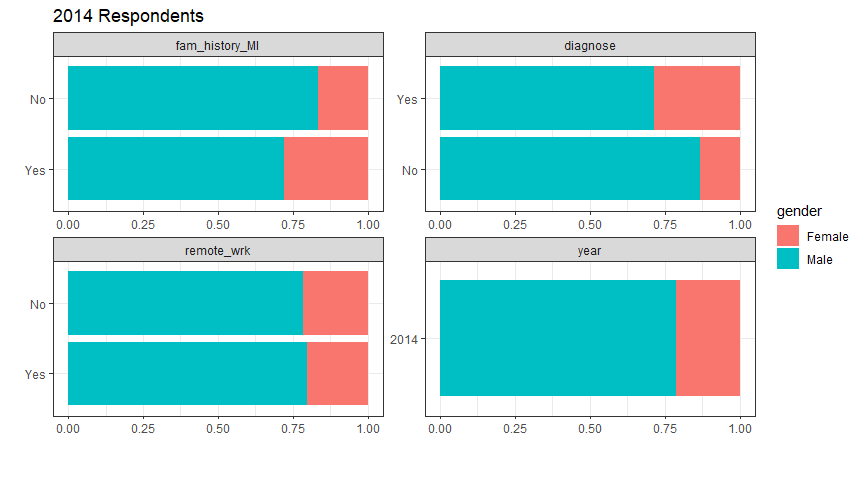 2014 Respondents
fam_history_MI
diagnose
No
Yes
0.00 0.25 0.50 0.75 1.00
Yes
No
0.00 0.25 0.50 0.75 1.00
remote_wrk
year
No
Yes
0.00 0.25 0.50 0.75 1.00
2014
0.00 0.25 0.50 0.75 1.00
gender
Female
Male